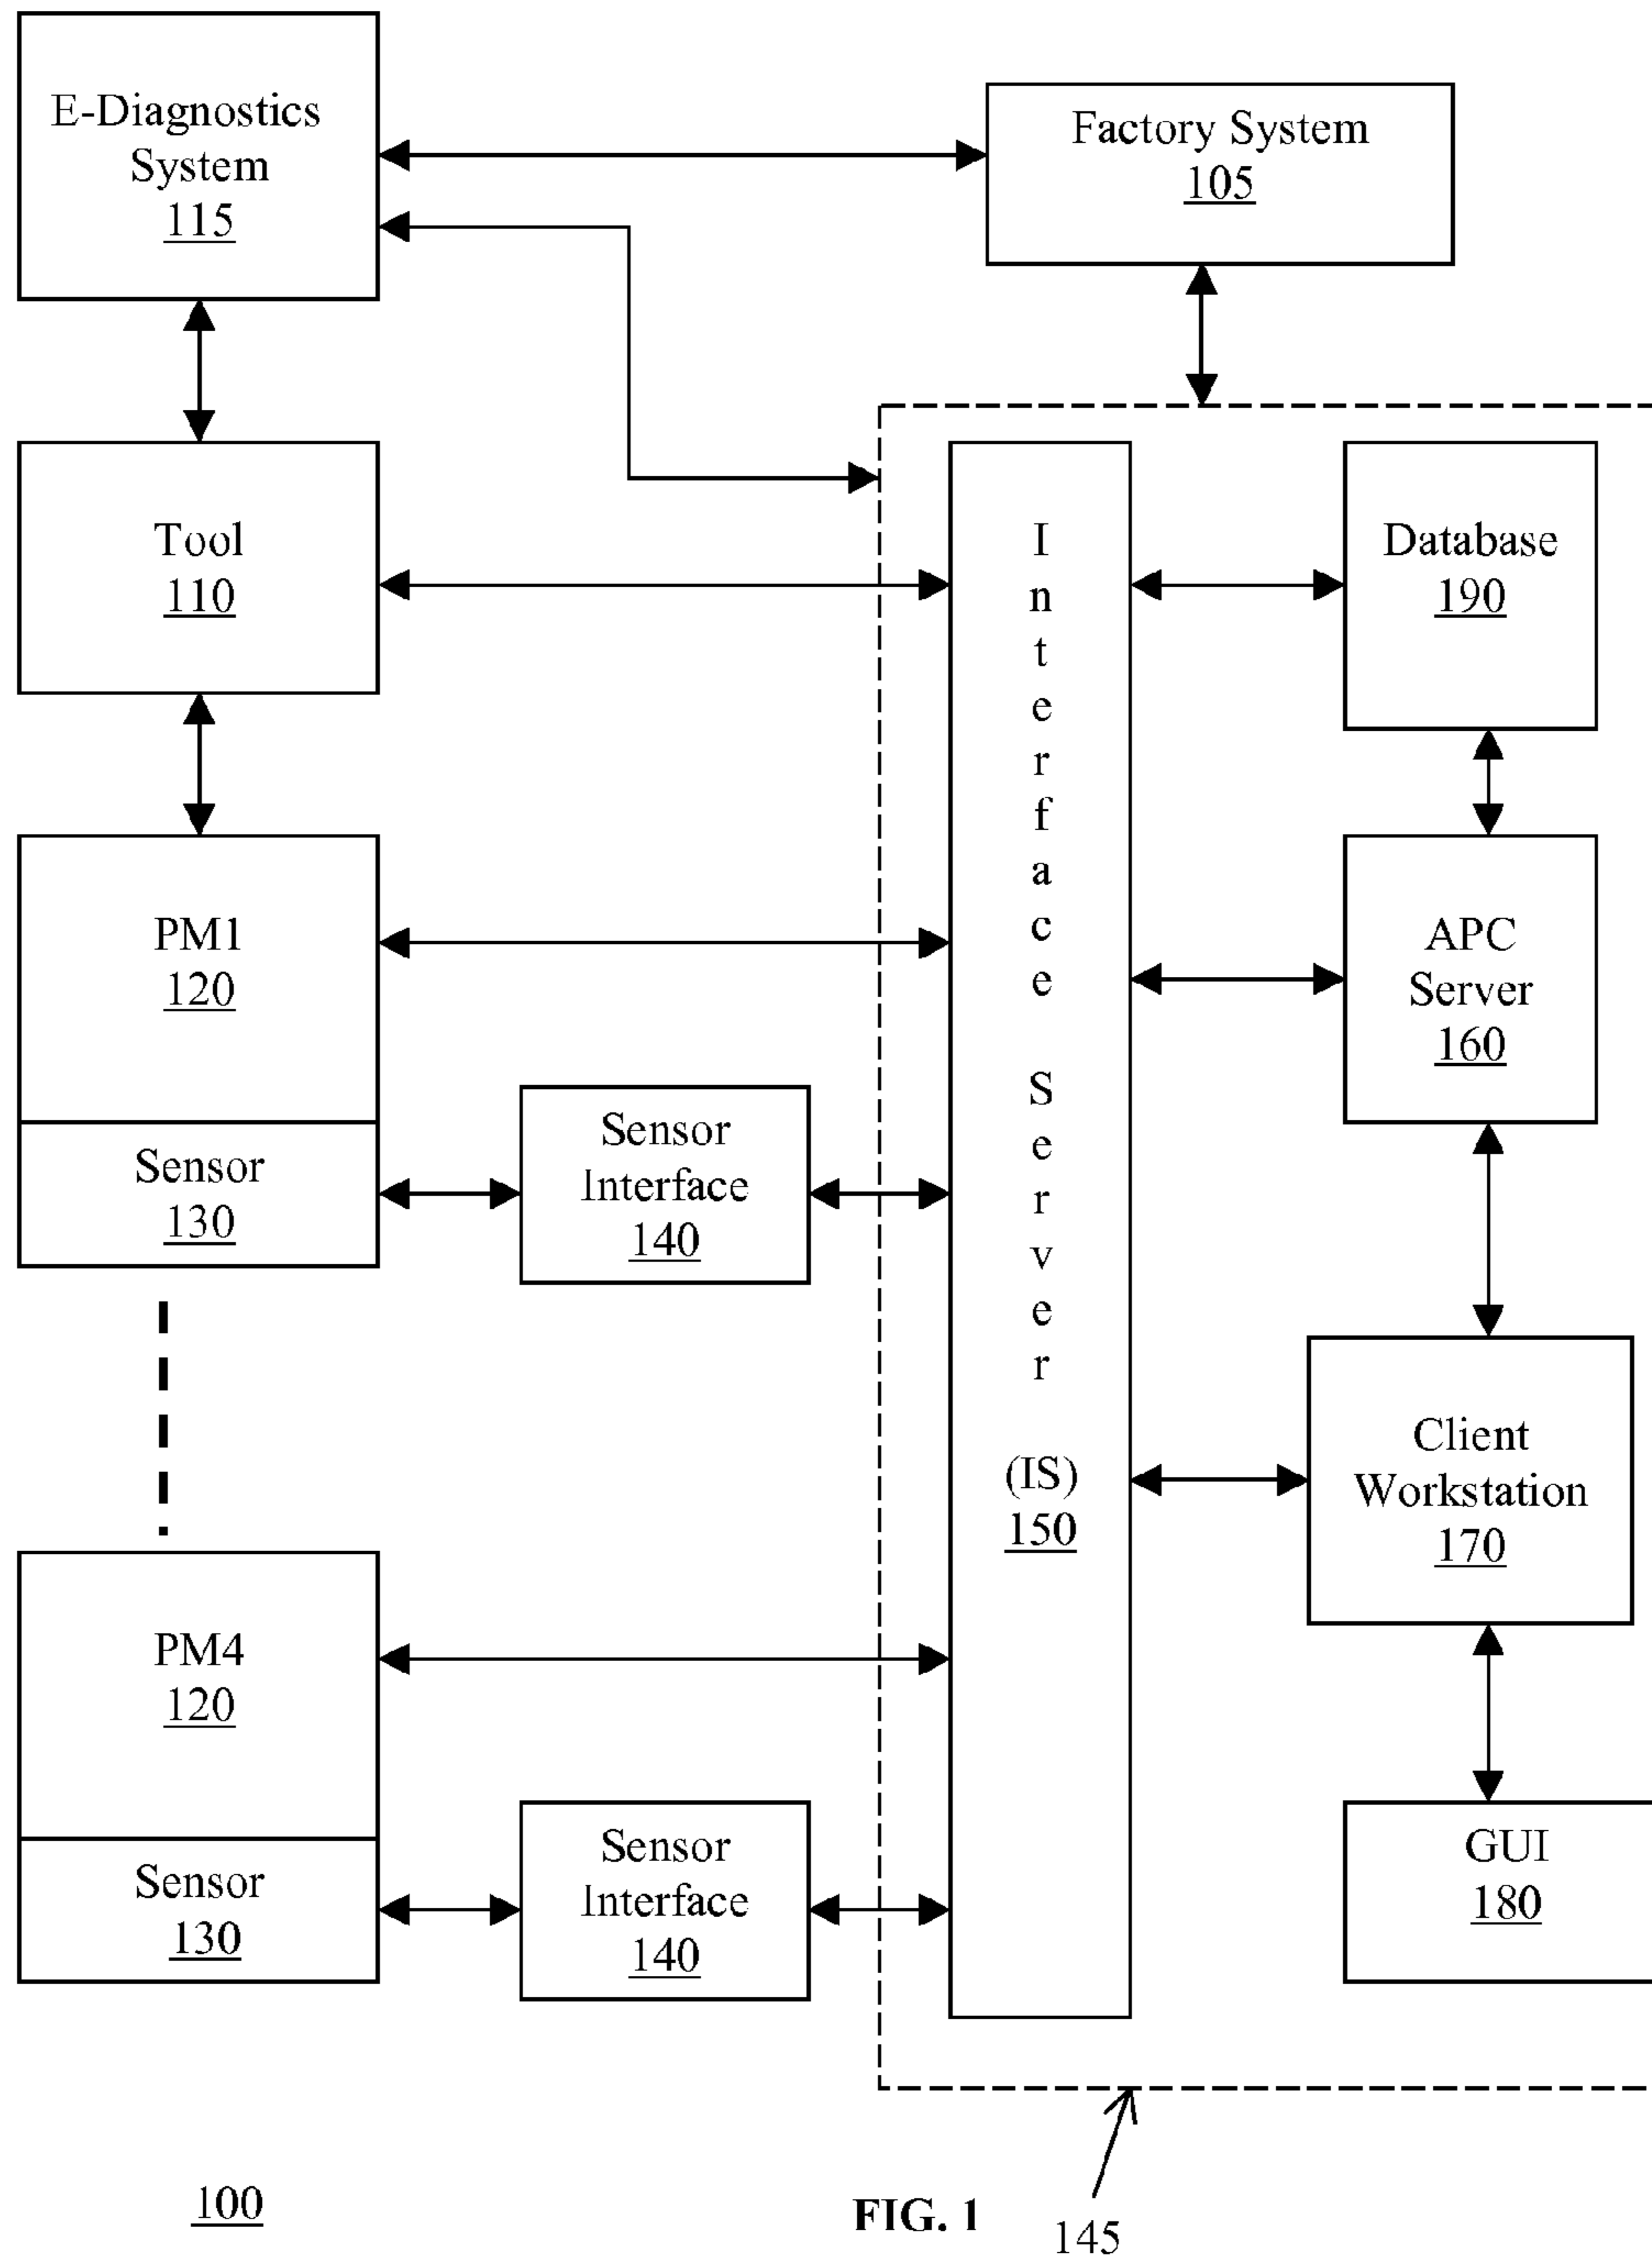 E-Diagnostics
System
115
Factory System
105
Tool
110
Interface Server
(IS)
150
Database
190
PM1
120
APC
Server
160
Sensor
130
Sensor
Interface
140
Client
Workstation
170
PM4
120
Sensor
130
Sensor
Interface
140
GUI
180
100
FIG. 1
145